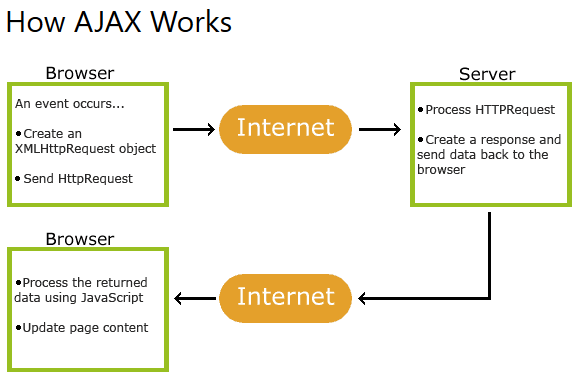 How AJAX Works
Browser
An event occurs...
•Create an
XMLHttpRequest object
• Send HttpRequest
Internet
Server
•Process HTTPRequest
•Create a response and
send data back to the
browser
Browser
•Process the returned
data using JavaScript
•Update page content
Internet